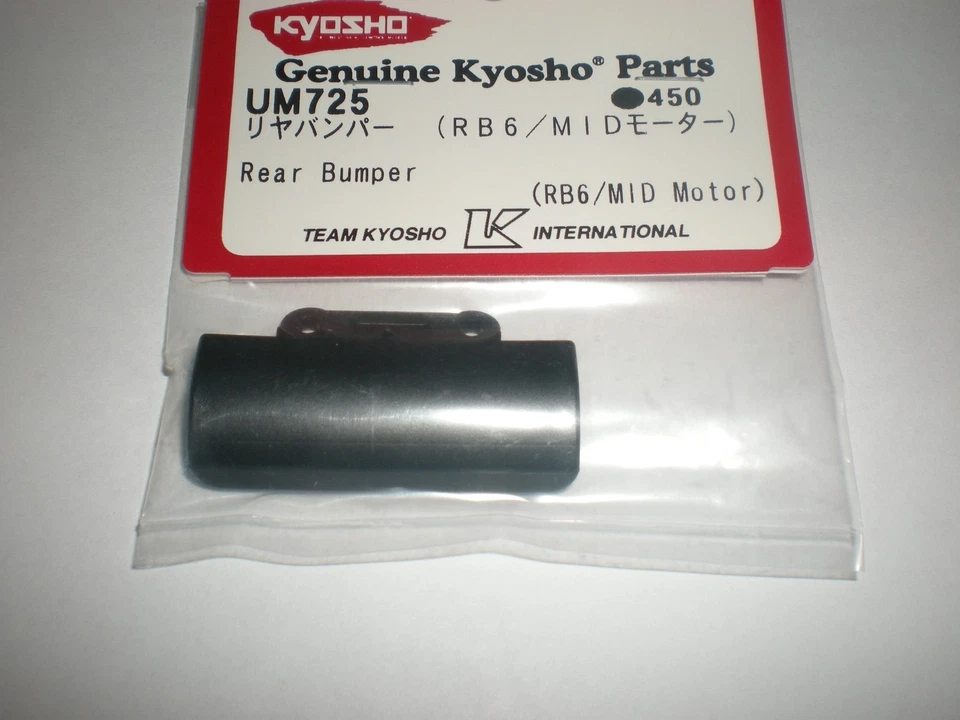 KYOSHO
Genuine Kyosho® Parts
UM725 ●450
リヤバンパー （RB6／MIDモーター）
Rear Bumper
(RB6/MID Motor)
TEAM KYOSHO K INTERNATIONAL